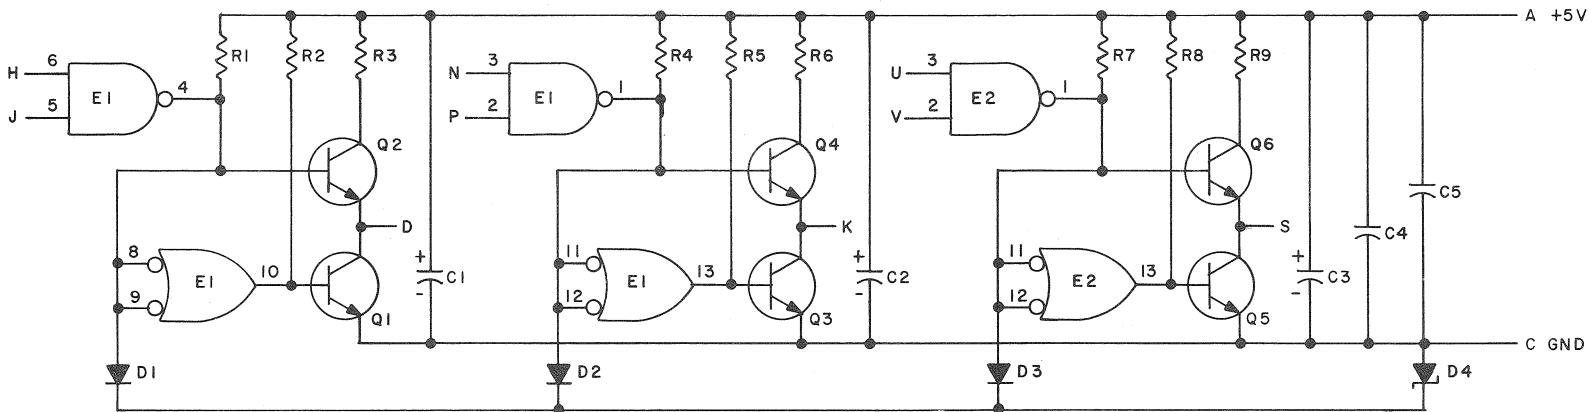 A +5V
R1 R2 R3 R4 R5 R6 R7 R8 R9
H 6 N 3 U 3
E1 4 E1 1 E2 1
J 5 P 2 V 2
Q2 Q4 Q6
C5
D K S
C4
8 11 11
+ C1 - + C2 - + C3 -
E1 10 E1 13 E2 13
9 12 12
Q1 Q3 Q5
C GND
D1 D2 D3 D4